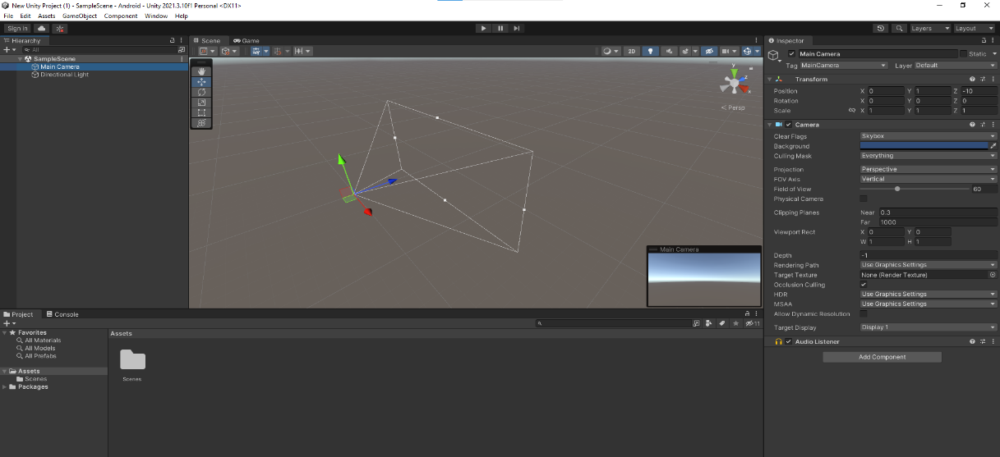 New Unity Project (1) - SampleScene - Android - Unity 2021.3.10f1 Personal <DX11>
File Edit Assets GameObject Component Window Help
Sign in
Layers Layout
Hierarchy
All
SampleScene
Main Camera
Directional Light
Scene Game
2D
y
z
x
< Persp
Main Camera
Inspector
Main Camera Static
Tag MainCamera Layer Default
Transform
Position X 0 Y 1 Z -10
Rotation X 0 Y 0 Z 0
Scale X 1 Y 1 Z 1
Camera
Clear Flags Skybox
Background
Culling Mask Everything
Projection Perspective
FOV Axis Vertical
Field of View 60
Physical Camera
Clipping Planes Near 0.3
Far 1000
Viewport Rect X 0 Y 0
W 1 H 1
Depth -1
Rendering Path Use Graphics Settings
Target Texture None (Render Texture)
Occlusion Culling
HDR Use Graphics Settings
MSAA Use Graphics Settings
Allow Dynamic Resolution
Target Display Display 1
Audio Listener
Add Component
Project Console
11
Favorites
All Materials
All Models
All Prefabs
Assets
Scenes
Packages
Assets
Scenes